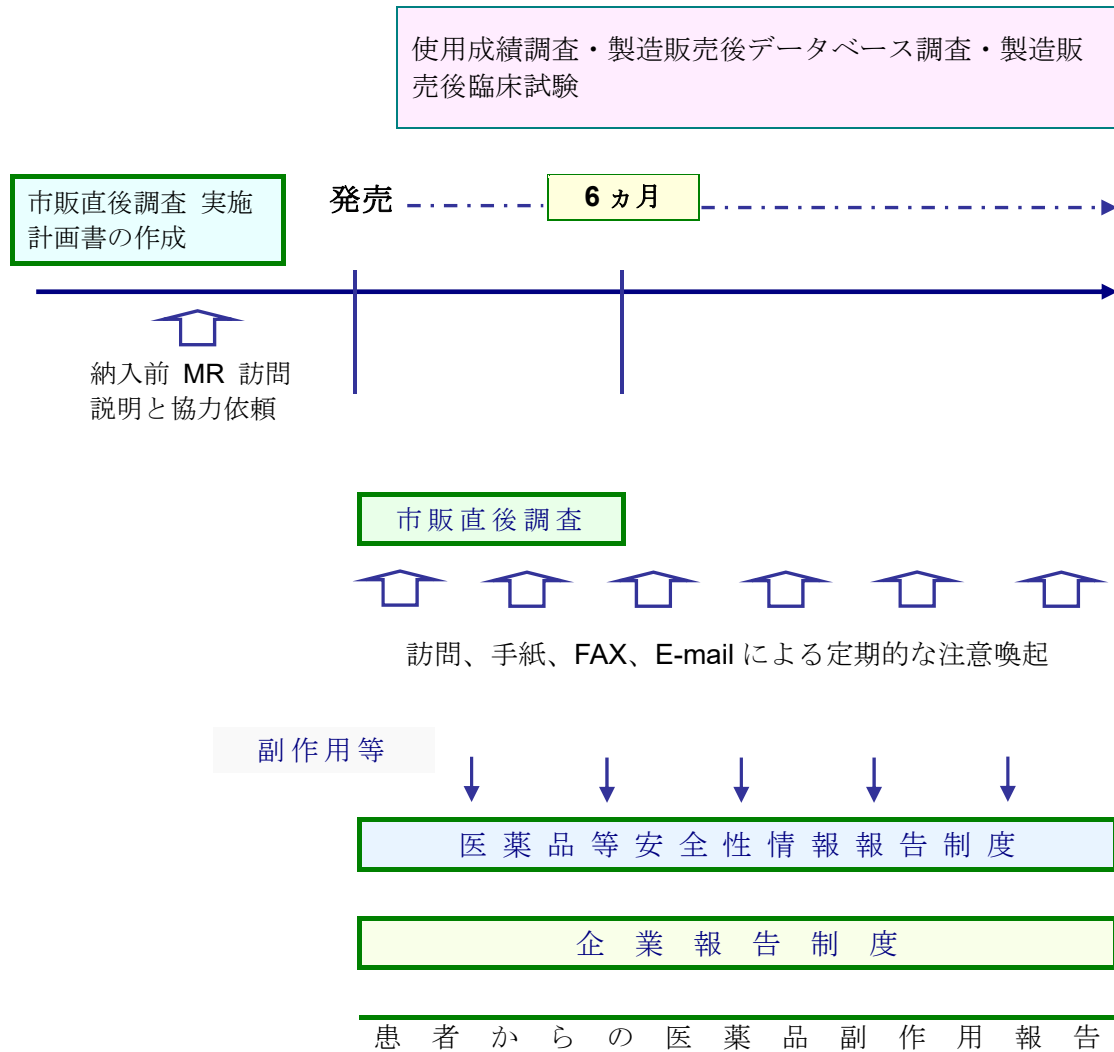 使用成績調査・製造販売後データベース調査・製造販
売後臨床試験
市販直後調査 実施
計画書の作成
発売
6 ヵ月
納入前 MR 訪問
説明と協力依頼
市販直後調査
訪問、手紙、FAX、E-mail による定期的な注意喚起
副作用等
医薬品等安全性情報報告制度
企業報告制度
患者からの医薬品副作用報告